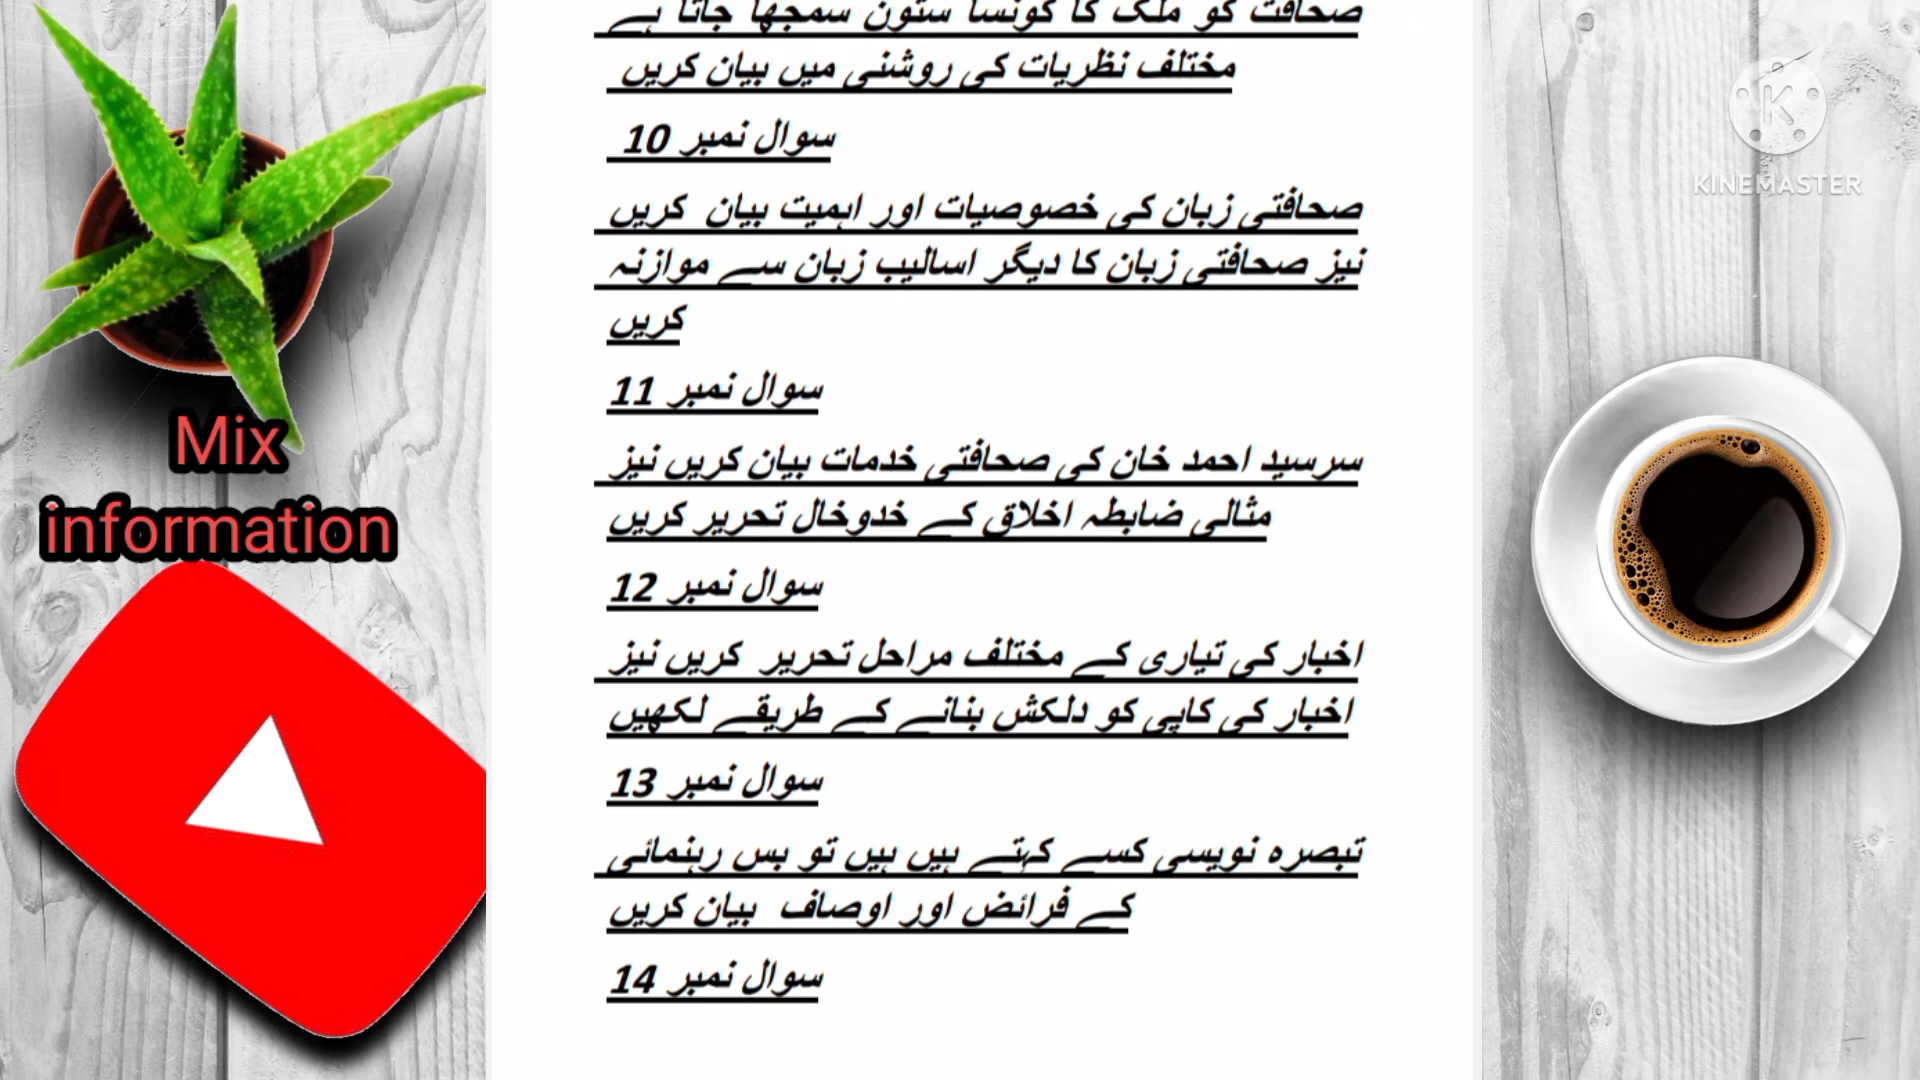 صحافت کو ملک کا کونسا ستون سمجھا جاتا ہے
مختلف نظریات کی روشنی میں بیان کریں
سوال نمبر 10
صحافتی زبان کی خصوصیات اور اہمیت بیان کریں
نیز صحافتی زبان کا دیگر اسالیب زبان سے موازنہ
کریں
سوال نمبر 11
سرسید احمد خان کی صحافتی خدمات بیان کریں نیز
مثالی ضابطہ اخلاق کے خدوخال تحریر کریں
سوال نمبر 12
اخبار کی تیاری کے مختلف مراحل تحریر کریں نیز
اخبار کی کاپی کو دلکش بنانے کے طریقے لکھیں
سوال نمبر 13
تبصرہ نویسی کسے کہتے ہیں ہیں تو بس رہنمائی
کے فرائض اور اوصاف بیان کریں
سوال نمبر 14
Mix
information
K
KINEMASTER